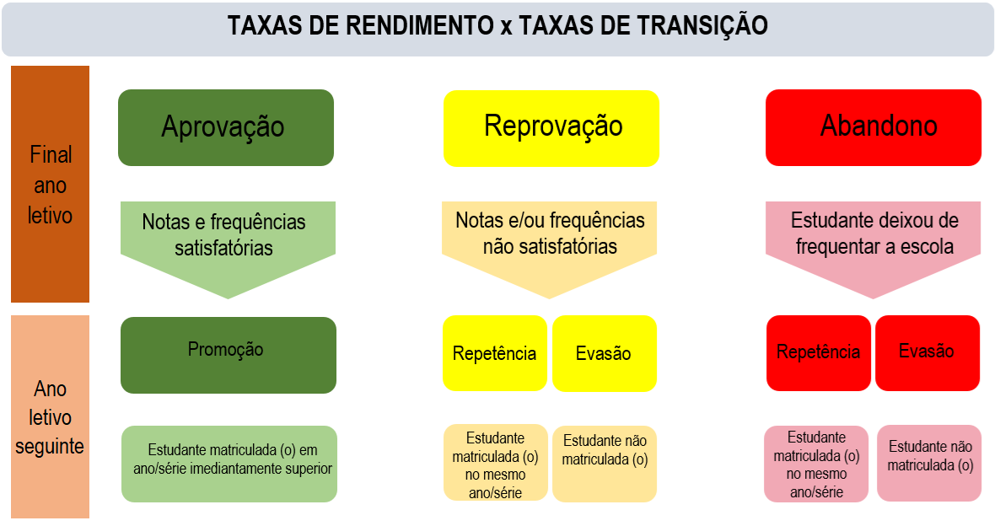 TAXAS DE RENDIMENTO x TAXAS DE TRANSIÇÃO
Final
ano
letivo
Aprovação
Reprovação
Abandono
Notas e frequências
satisfatórias
Notas e/ou frequências
não satisfatórias
Estudante deixou de
frequentar a escola
Ano
letivo
seguinte
Promoção
Repetência
Evasão
Repetência
Evasão
Estudante matriculada (o) em
ano/série imediantamente superior
Estudante
matriculada (o)
no mesmo
ano/série
Estudante não
matriculada (o)
Estudante
matriculada (o)
no mesmo
ano/série
Estudante não
matriculada (o)